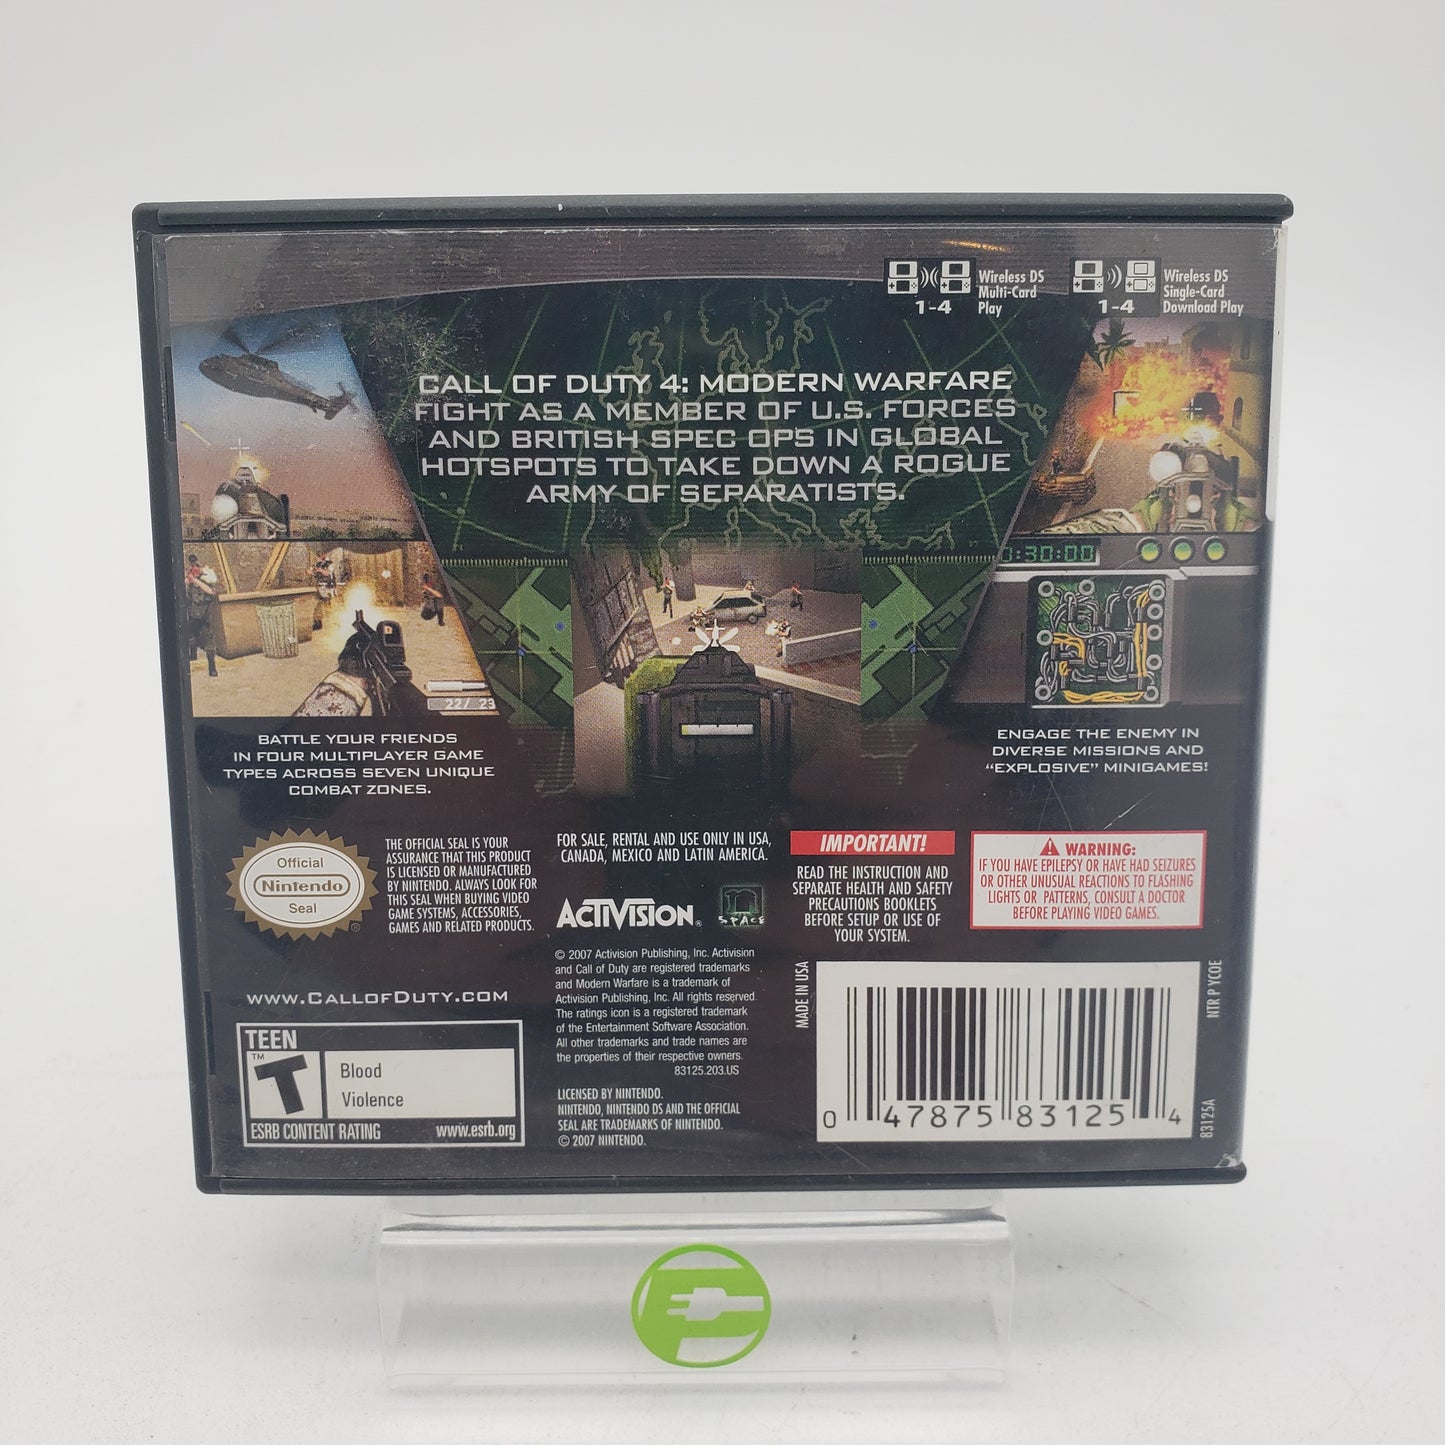 Wireless DS
Multi-Card
Play
1-4
Wireless DS
Single-Card
Download Play
1-4
CALL OF DUTY 4: MODERN WARFARE
FIGHT AS A MEMBER OF U.S. FORCES
AND BRITISH SPEC OPS IN GLOBAL
HOTSPOTS TO TAKE DOWN A ROGUE
ARMY OF SEPARATISTS.
:30:00
22/ 23
BATTLE YOUR FRIENDS
IN FOUR MULTIPLAYER GAME
TYPES ACROSS SEVEN UNIQUE
COMBAT ZONES.
ENGAGE THE ENEMY IN
DIVERSE MISSIONS AND
“EXPLOSIVE” MINIGAMES!
Official
Nintendo
Seal
®
THE OFFICIAL SEAL IS YOUR
ASSURANCE THAT THIS PRODUCT
IS LICENSED OR MANUFACTURED
BY NINTENDO. ALWAYS LOOK FOR
THIS SEAL WHEN BUYING VIDEO
GAME SYSTEMS, ACCESSORIES,
GAMES AND RELATED PRODUCTS.
FOR SALE, RENTAL AND USE ONLY IN USA,
CANADA, MEXICO AND LATIN AMERICA.
ACTIVISION®
n
SPACE
IMPORTANT!
READ THE INSTRUCTION AND
SEPARATE HEALTH AND SAFETY
PRECAUTIONS BOOKLETS
BEFORE SETUP OR USE OF
YOUR SYSTEM.
WARNING:
IF YOU HAVE EPILEPSY OR HAVE HAD SEIZURES
OR OTHER UNUSUAL REACTIONS TO FLASHING
LIGHTS OR PATTERNS, CONSULT A DOCTOR
BEFORE PLAYING VIDEO GAMES.
© 2007 Activision Publishing, Inc. Activision
and Call of Duty are registered trademarks
and Modern Warfare is a trademark of
Activision Publishing, Inc. All rights reserved.
The ratings icon is a registered trademark
of the Entertainment Software Association.
All other trademarks and trade names are
the properties of their respective owners.
83125.203.US
LICENSED BY NINTENDO.
NINTENDO, NINTENDO DS AND THE OFFICIAL
SEAL ARE TRADEMARKS OF NINTENDO.
© 2007 NINTENDO.
WWW.CALLOFDUTY.COM
TEEN
T™
Blood
Violence
ESRB CONTENT RATING www.esrb.org
MADE IN USA
NTR P YCOE
0 47875 83125 4
83125A